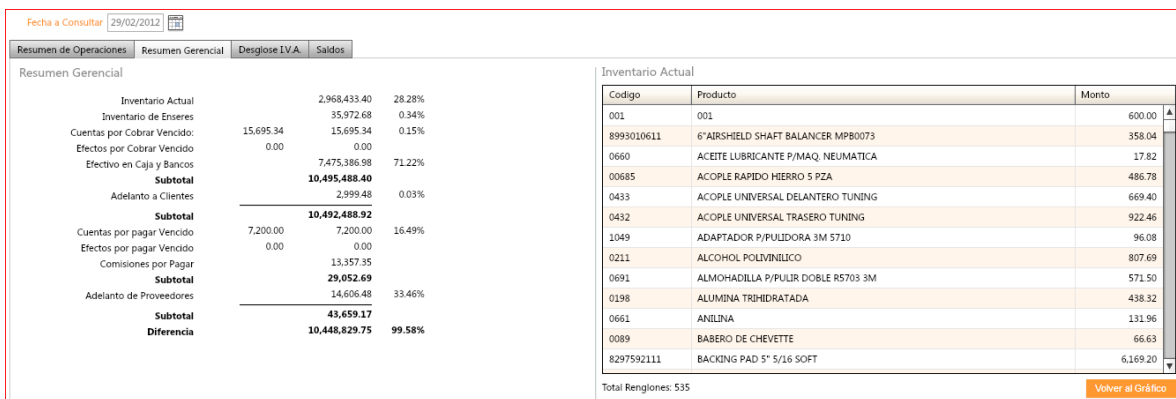 Fecha a Consultar 29/02/2012
Resumen de Operaciones Resumen Gerencial Desglose I.V.A. Saldos
Resumen Gerencial
Inventario Actual 2,968,433.40 28.28%
Inventario de Enseres 35,972.68 0.34%
Cuentas por Cobrar Vencido: 15,695.34 15,695.34 0.15%
Efectos por Cobrar Vencido 0.00 0.00
Efectivo en Caja y Bancos 7,475,386.98 71.22%
Subtotal 10,495,488.40
Adelanto a Clientes 2,999.48 0.03%
Subtotal 10,492,488.92
Cuentas por pagar Vencido 7,200.00 7,200.00 16.49%
Efectos por pagar Vencido 0.00 0.00
Comisiones por Pagar 13,357.35
Subtotal 29,052.69
Adelanto de Proveedores 14,606.48 33.46%
Subtotal 43,659.17
Diferencia 10,448,829.75 99.58%
Inventario Actual
Codigo Producto Monto
001 001 600.00
8993010611 6"AIRSHIELD SHAFT BALANCER MPB0073 358.04
0660 ACEITE LUBRICANTE P/MAQ. NEUMATICA 17.82
00685 ACOPLE RAPIDO HIERRO 5 PZA 486.78
0433 ACOPLE UNIVERSAL DELANTERO TUNING 669.40
0432 ACOPLE UNIVERSAL TRASERO TUNING 922.46
1049 ADAPTADOR P/PULIDORA 3M 5710 96.08
0211 ALCOHOL POLIVINILICO 807.69
0691 ALMOHADILLA P/PULIR DOBLE R5703 3M 571.50
0198 ALUMINA TRIHIDRATADA 438.32
0661 ANILINA 131.96
0089 BABERO DE CHEVETTE 66.63
8297592111 BACKING PAD 5" 5/16 SOFT 6,169.20
Total Renglones: 535
Volver al Gráfico